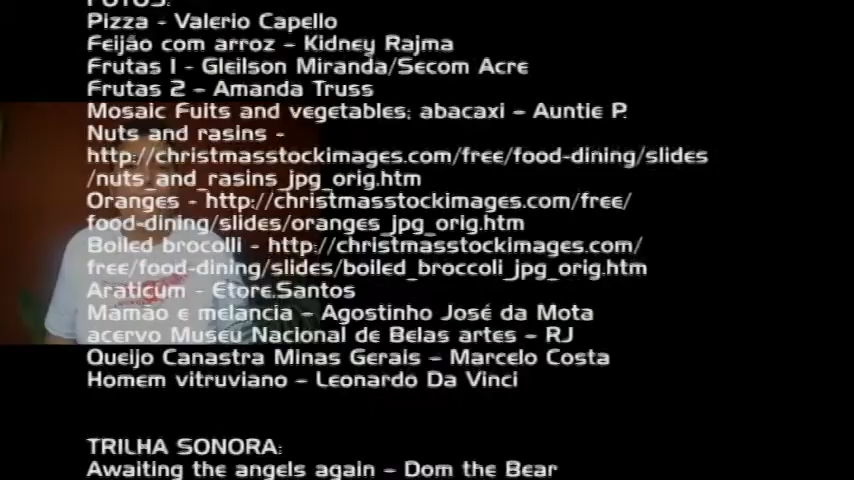 FOTOS:
Pizza - Valerio Capello
Feijão com arroz - Kidney Rajma
Frutas 1 - Gleilson Miranda/Secom Acre
Frutas 2 - Amanda Truss
Mosaic Fuits and vegetables; abacaxi - Auntie P.
Nuts and rasins -
http://christmasstockimages.com/free/food-dining/slides
/nuts_and_rasins_jpg_orig.htm
Oranges - http://christmasstockimages.com/free/
food-dining/slides/oranges_jpg_orig.htm
Boiled brocolli - http://christmasstockimages.com/
free/food-dining/slides/boiled_broccoli_jpg_orig.htm
Araticum - Etore.Santos
Mamão e melancia - Agostinho José da Mota
acervo Museu Nacional de Belas artes - RJ
Queijo Canastra Minas Gerais - Marcelo Costa
Homem vitruviano - Leonardo Da Vinci
TRILHA SONORA:
Awaiting the angels again - Dom the Bear